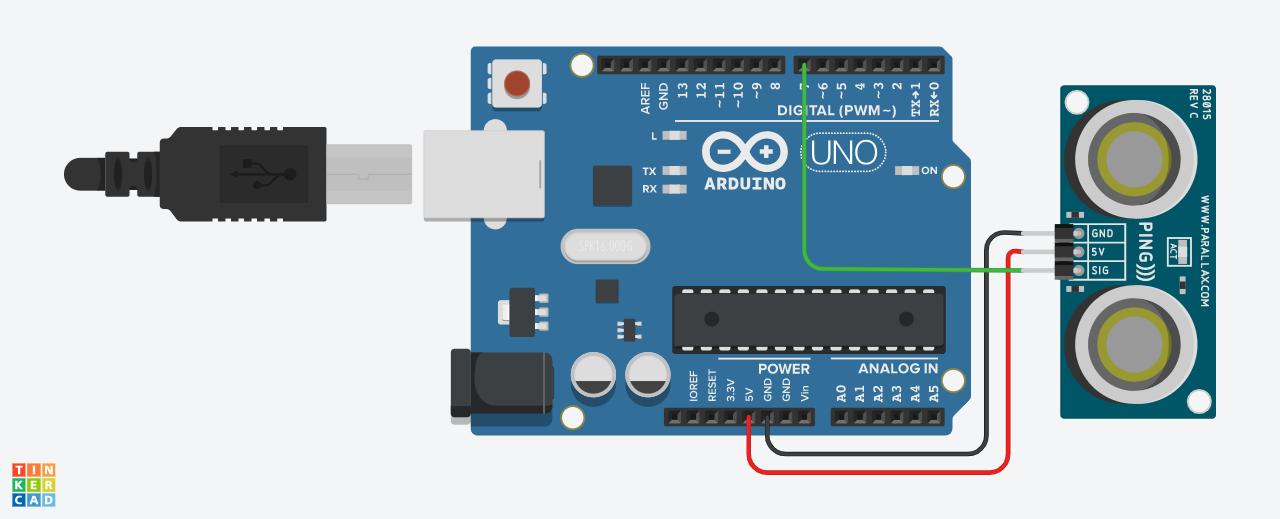 AREF
GND
13
12
~11
~10
~9
8
7
~6
~5
4
~3
2
TX→1
RX←0
DIGITAL (PWM~)
L
TX
RX
ARDUINO
UNO
ON
SPK16.000G
POWER
ANALOG IN
IOREF
RESET
3.3V
5V
GND
GND
Vin
A0
A1
A2
A3
A4
A5
28015
REV C
GND
5V
SIG
PING)))
ACT
WWW.PARALLAX.COM
TIN
KER
CAD